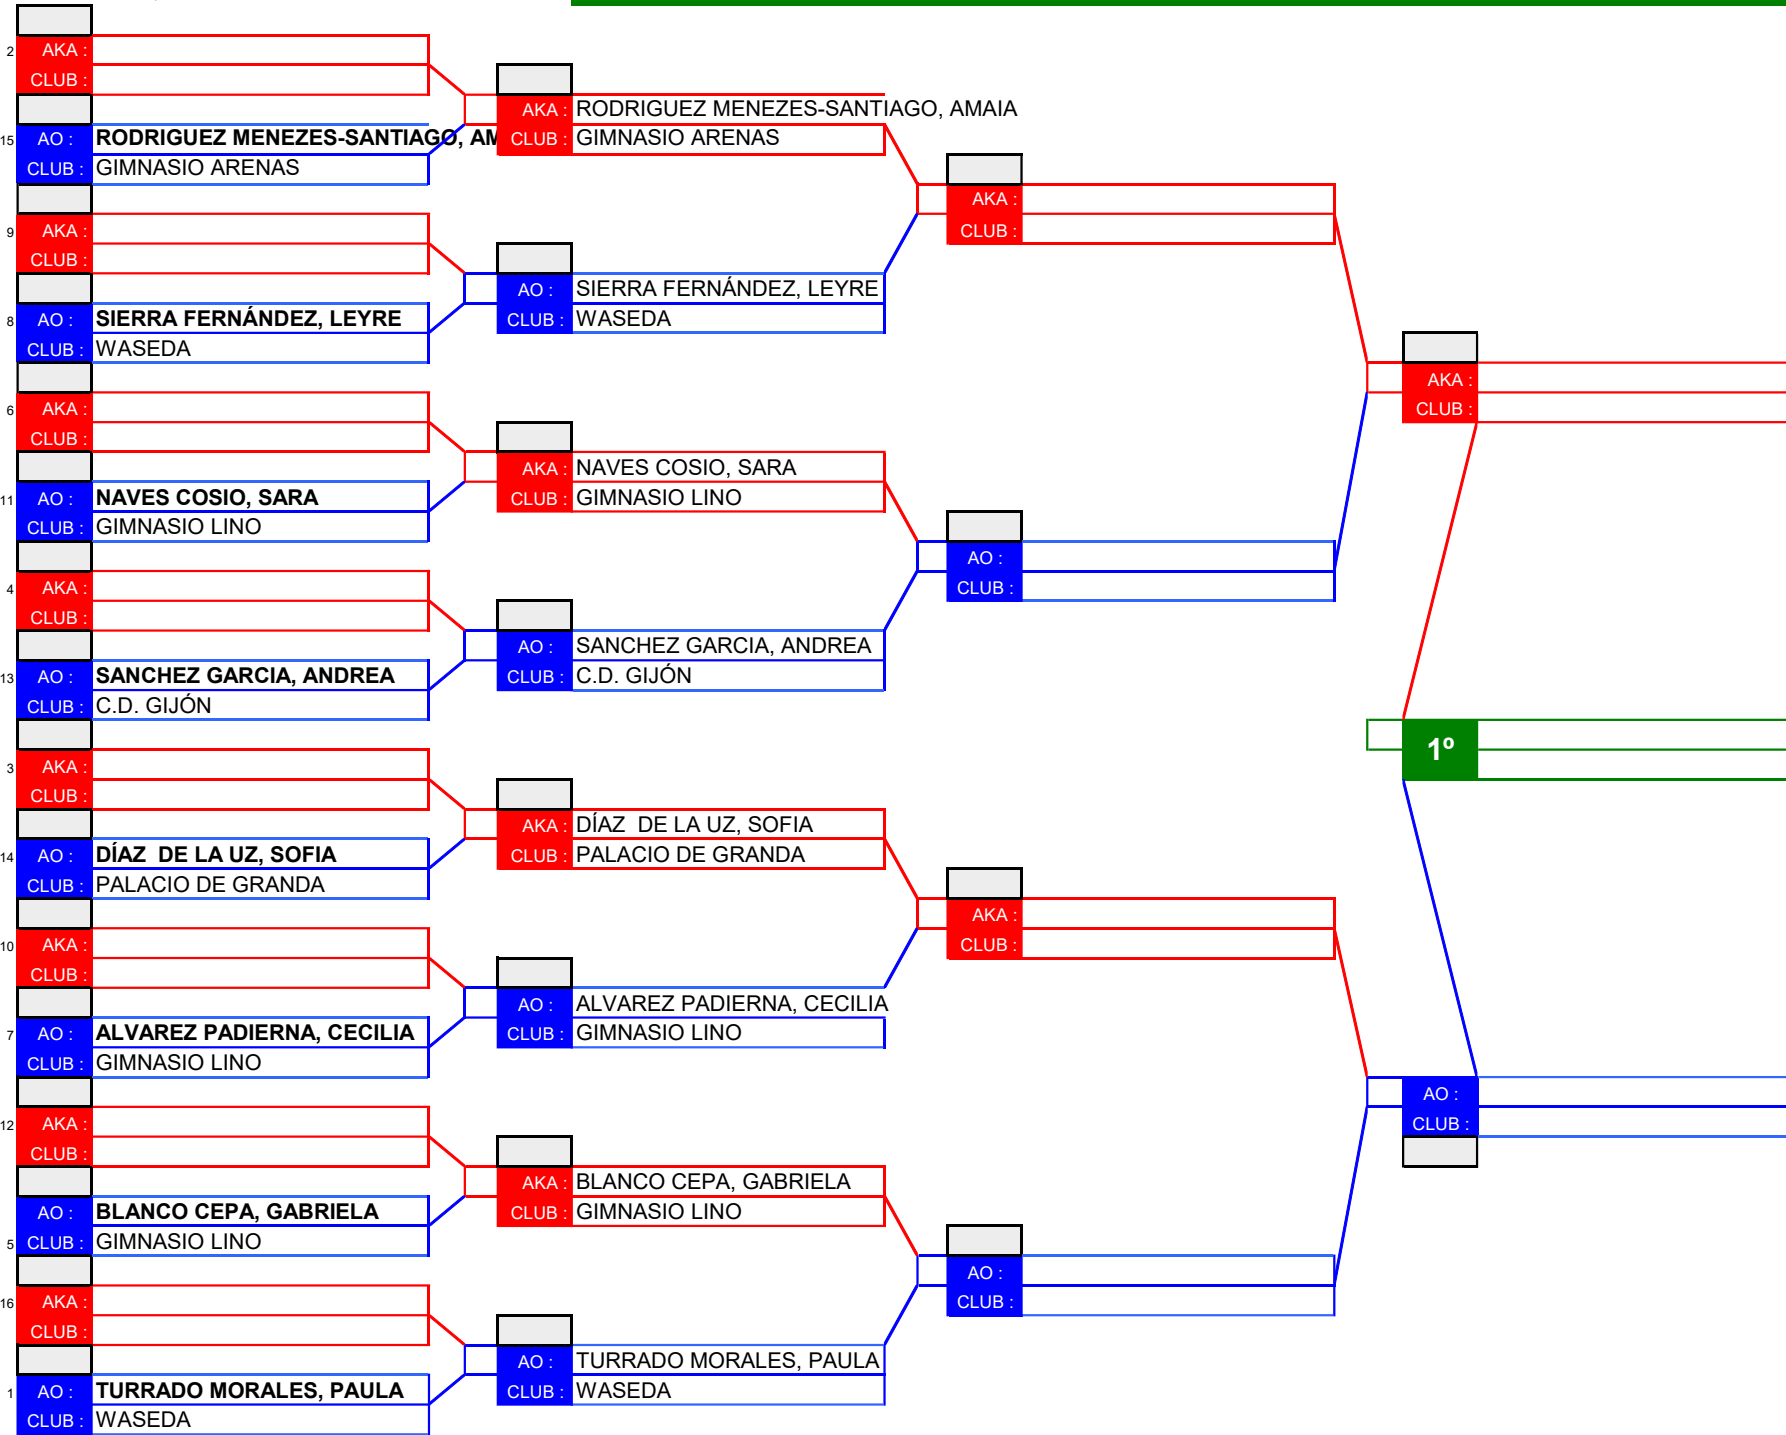 2 AKA :
CLUB :
15 AO : RODRIGUEZ MENEZES-SANTIAGO, AM
CLUB : GIMNASIO ARENAS
9 AKA :
CLUB :
8 AO : SIERRA FERNÁNDEZ, LEYRE
CLUB : WASEDA
6 AKA :
CLUB :
11 AO : NAVES COSIO, SARA
CLUB : GIMNASIO LINO
4 AKA :
CLUB :
13 AO : SANCHEZ GARCIA, ANDREA
CLUB : C.D. GIJÓN
3 AKA :
CLUB :
14 AO : DÍAZ  DE LA UZ, SOFIA
CLUB : PALACIO DE GRANDA
10 AKA :
CLUB :
7 AO : ALVAREZ PADIERNA, CECILIA
CLUB : GIMNASIO LINO
12 AKA :
CLUB :
AO : BLANCO CEPA, GABRIELA
5 CLUB : GIMNASIO LINO
16 AKA :
CLUB :
1 AO : TURRADO MORALES, PAULA
CLUB : WASEDA
AKA : RODRIGUEZ MENEZES-SANTIAGO, AMAIA
CLUB : GIMNASIO ARENAS
AO : SIERRA FERNÁNDEZ, LEYRE
CLUB : WASEDA
AKA : NAVES COSIO, SARA
CLUB : GIMNASIO LINO
AO : SANCHEZ GARCIA, ANDREA
CLUB : C.D. GIJÓN
AKA : DÍAZ  DE LA UZ, SOFIA
CLUB : PALACIO DE GRANDA
AO : ALVAREZ PADIERNA, CECILIA
CLUB : GIMNASIO LINO
AKA : BLANCO CEPA, GABRIELA
CLUB : GIMNASIO LINO
AO : TURRADO MORALES, PAULA
CLUB : WASEDA
AKA :
CLUB :
AO :
CLUB :
AKA :
CLUB :
AO :
CLUB :
AKA :
CLUB :
1º
AO :
CLUB :